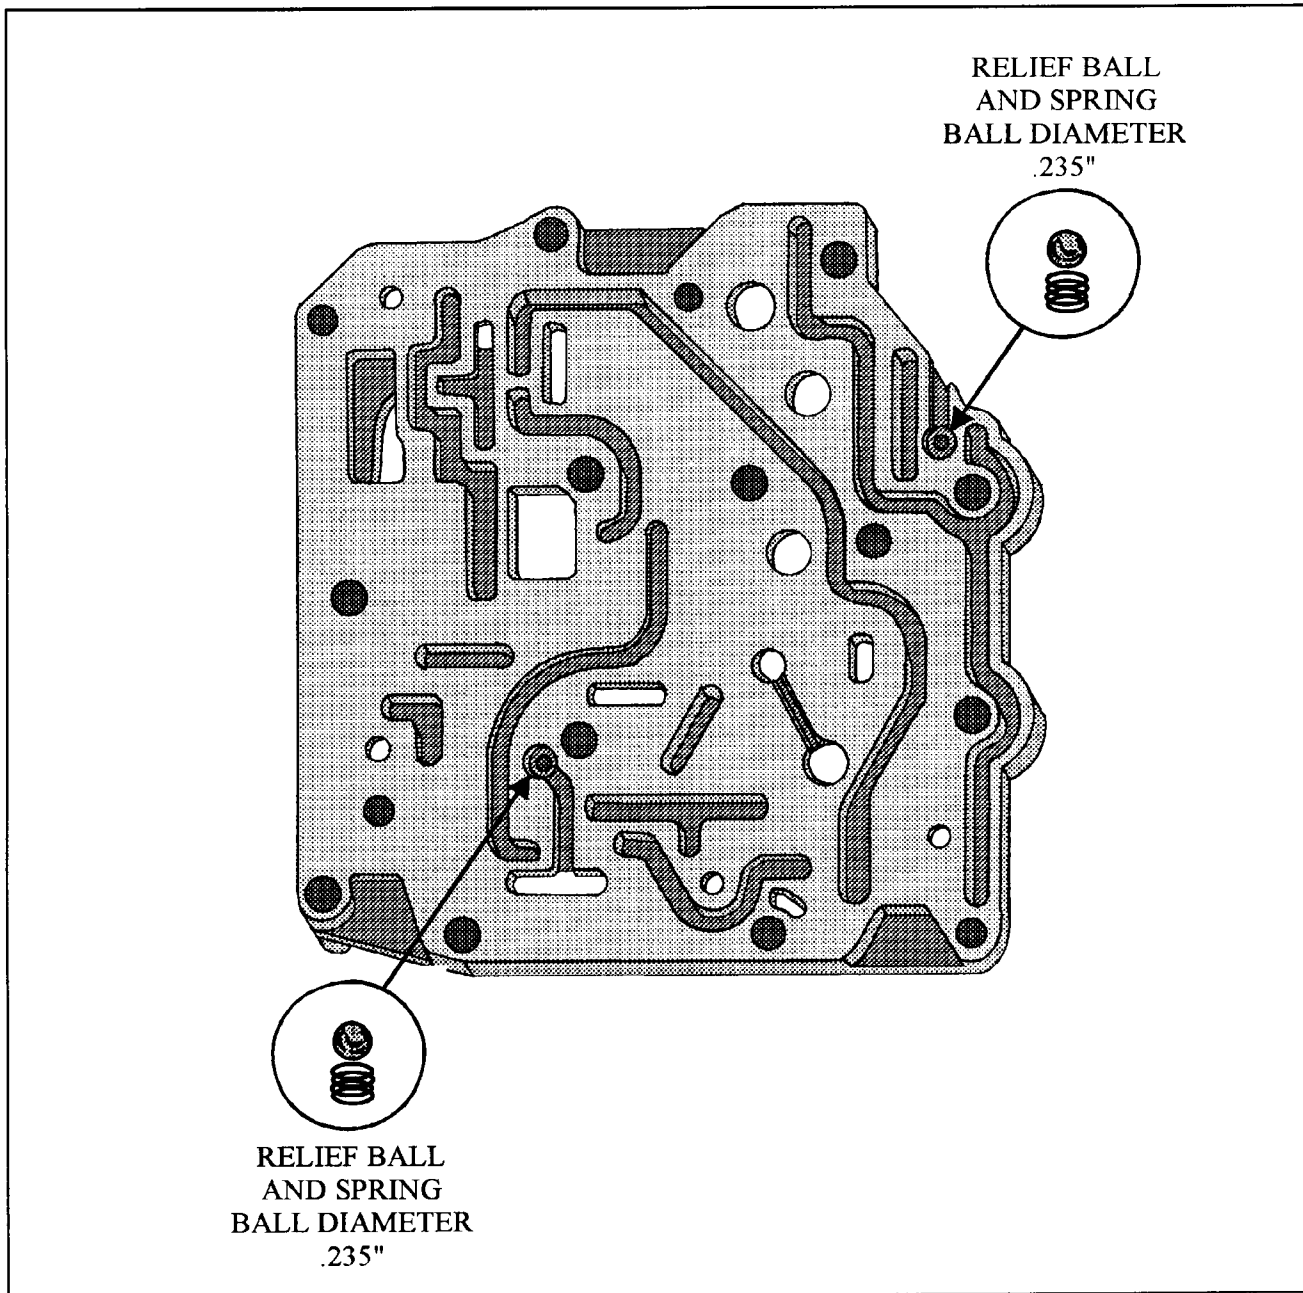 RELIEF BALL
AND SPRING
BALL DIAMETER
.235"
RELIEF BALL
AND SPRING
BALL DIAMETER
.235"